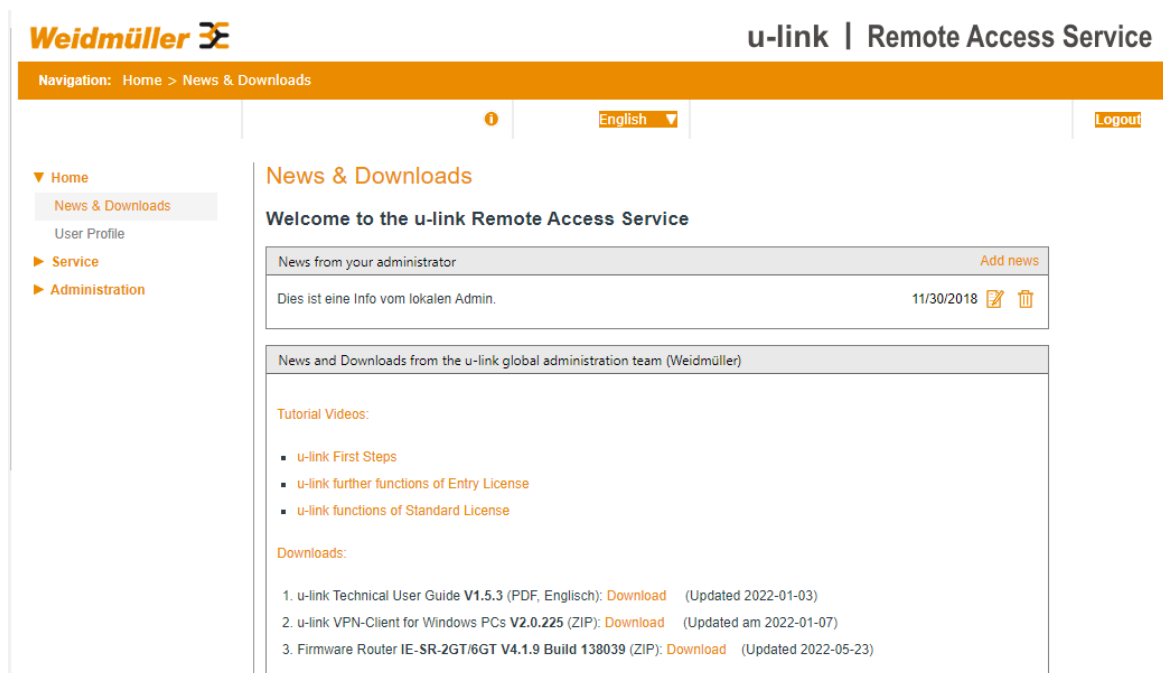 Weidmüller
u-link | Remote Access Service
Navigation: Home > News & Downloads
English
Logout
Home
News & Downloads
User Profile
Service
Administration
News & Downloads
Welcome to the u-link Remote Access Service
News from your administrator Add news
Dies ist eine Info vom lokalen Admin. 11/30/2018
News and Downloads from the u-link global administration team (Weidmüller)
Tutorial Videos:
u-link First Steps
u-link further functions of Entry License
u-link functions of Standard License
Downloads:
1. u-link Technical User Guide V1.5.3 (PDF, Englisch): Download (Updated 2022-01-03)
2. u-link VPN-Client for Windows PCs V2.0.225 (ZIP): Download (Updated am 2022-01-07)
3. Firmware Router IE-SR-2GT/6GT V4.1.9 Build 138039 (ZIP): Download (Updated 2022-05-23)